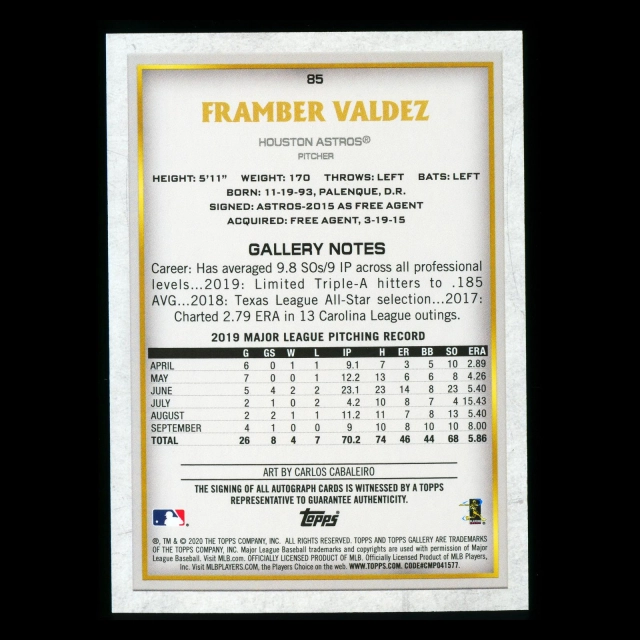 85
FRAMBER VALDEZ
HOUSTON ASTROS®
PITCHER
HEIGHT: 5'11" WEIGHT: 170 THROWS: LEFT BATS: LEFT
BORN: 11-19-93, PALENQUE, D.R.
SIGNED: ASTROS-2015 AS FREE AGENT
ACQUIRED: FREE AGENT, 3-19-15
GALLERY NOTES
Career: Has averaged 9.8 SOs/9 IP across all professional
levels...2019: Limited Triple-A hitters to .185
AVG...2018: Texas League All-Star selection...2017:
Charted 2.79 ERA in 13 Carolina League outings.
2019 MAJOR LEAGUE PITCHING RECORD
G GS W L IP H ER BB SO ERA
APRIL 6 0 1 1 9.1 7 3 5 10 2.89
MAY 7 0 0 1 12.2 13 6 6 8 4.26
JUNE 5 4 2 2 23.1 23 14 8 23 5.40
JULY 2 1 0 2 4.2 10 8 7 4 15.43
AUGUST 2 2 1 1 11.2 11 7 8 13 5.40
SEPTEMBER 4 1 0 0 9 10 8 10 10 8.00
TOTAL 26 8 4 7 70.2 74 46 44 68 5.86
ART BY CARLOS CABALEIRO
THE SIGNING OF ALL AUTOGRAPH CARDS IS WITNESSED BY A TOPPS
REPRESENTATIVE TO GUARANTEE AUTHENTICITY.
Topps
®, TM & © 2020 THE TOPPS COMPANY, INC. ALL RIGHTS RESERVED. TOPPS AND TOPPS GALLERY ARE TRADEMARKS
OF THE TOPPS COMPANY, INC. Major League Baseball trademarks and copyrights are used with permission of Major
League Baseball. Visit MLB.com. OFFICIALLY LICENSED PRODUCT OF MLB. Officially Licensed Product of MLB Players,
Inc. Visit MLBPLAYERS.COM, the Players Choice on the web. WWW.TOPPS.COM. CODE#CMP041577.